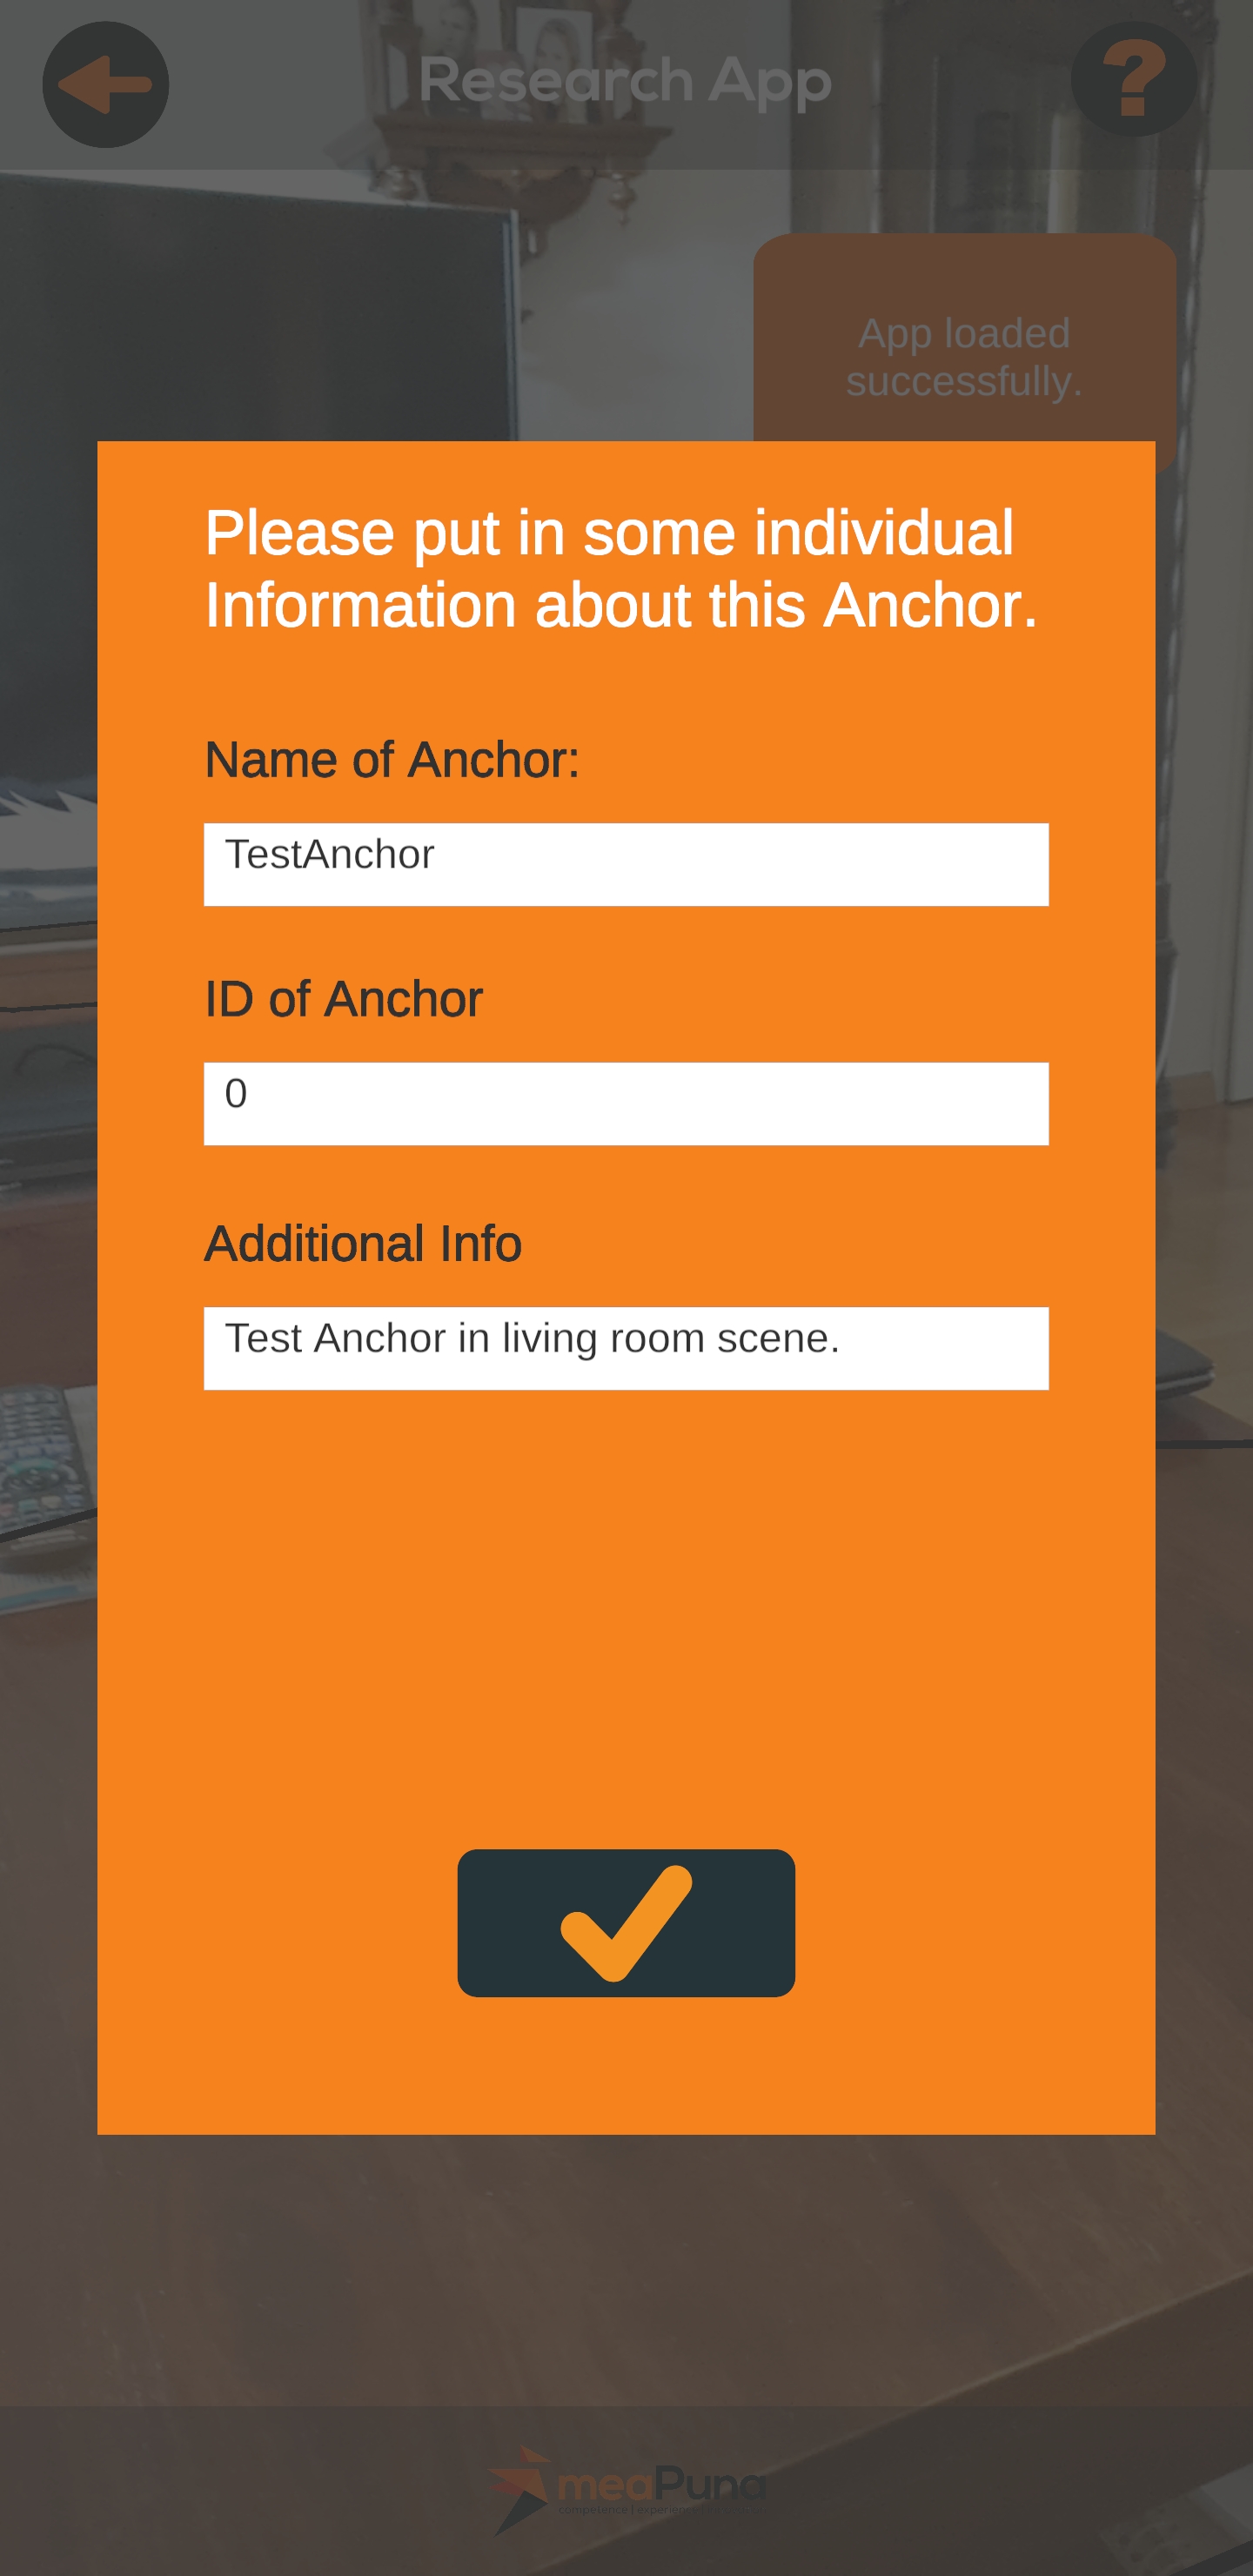 Research App
?
App loaded
successfully.
Please put in some individual
Information about this Anchor.
Name of Anchor:
TestAnchor
ID of Anchor
0
Additional Info
Test Anchor in living room scene.
meaPuna
competence | experience